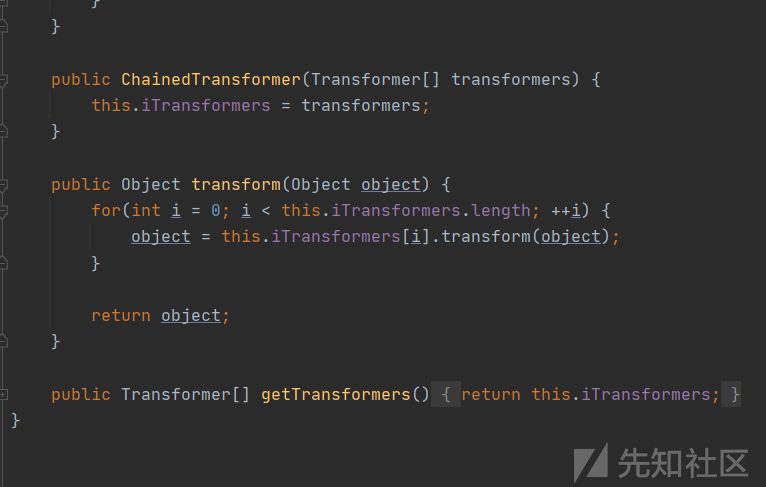 }
}
public ChainedTransformer(Transformer[] transformers) {
this.iTransformers = transformers;
}
public Object transform(Object object) {
for(int i = 0; i < this.iTransformers.length; ++i) {
object = this.iTransformers[i].transform(object);
}
return object;
}
public Transformer[] getTransformers() { return this.iTransformers; }
}
先知社区